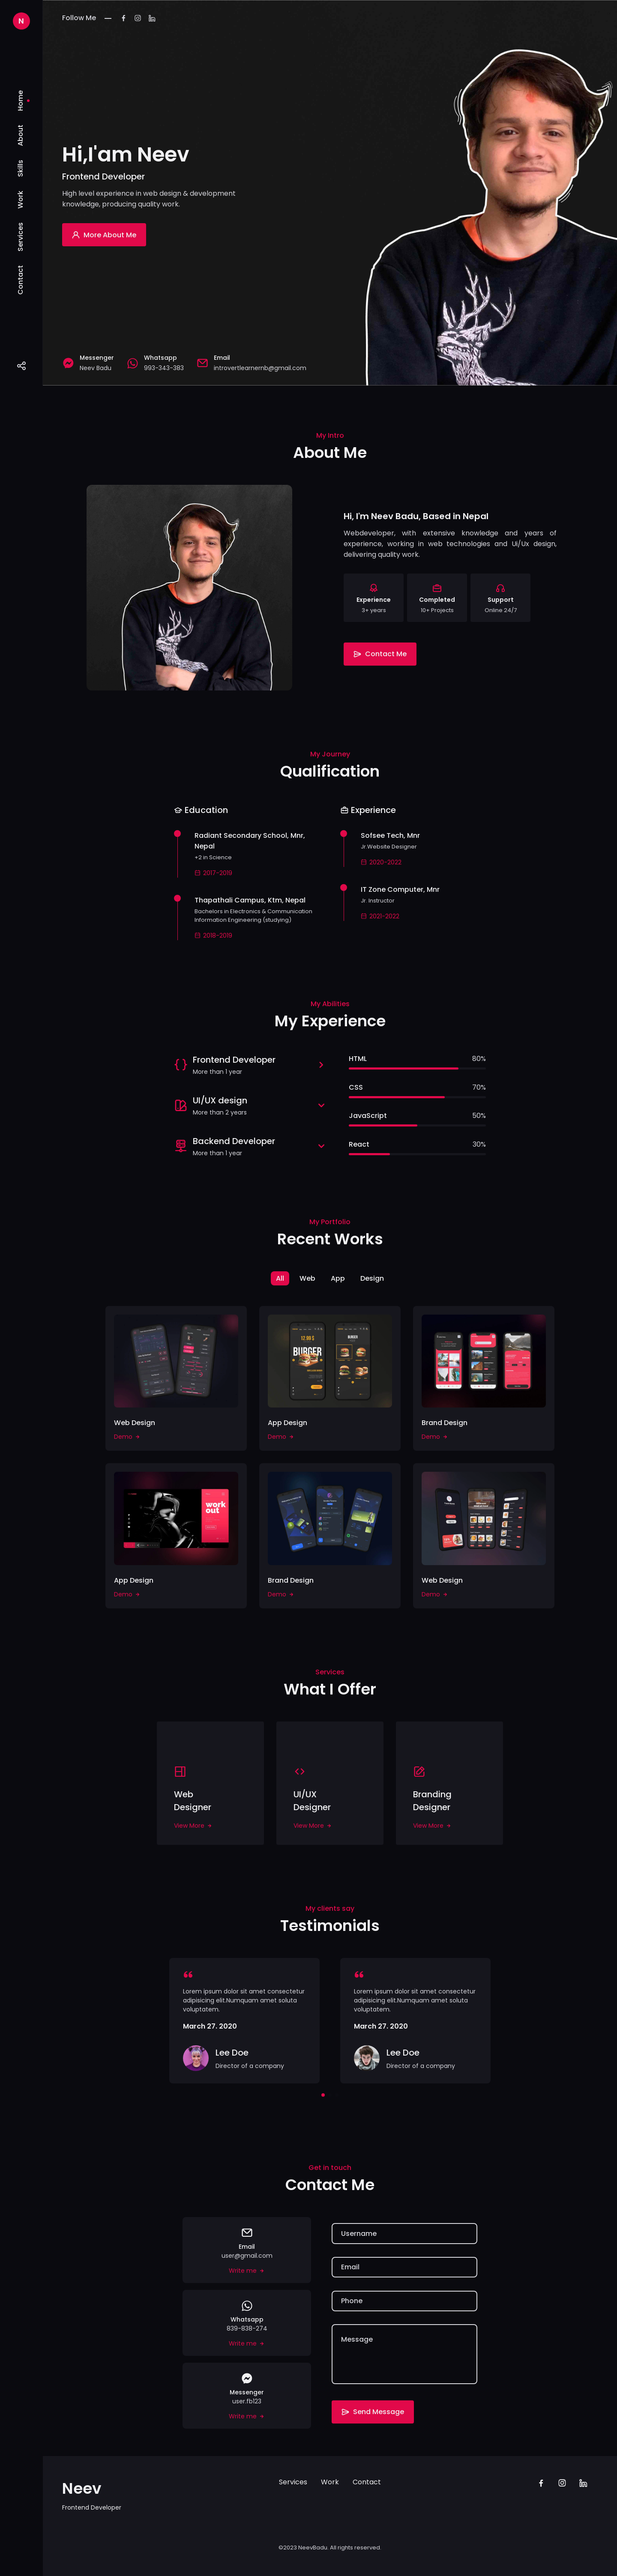 N
Home
About
Skills
Work
Services
Contact
Follow Me
Hi,I'am Neev
Frontend Developer
High level experience in web design & development
knowledge, producing quality work.
More About Me
Messenger
Neev Badu
Whatsapp
993-343-383
Email
introvertlearnernb@gmail.com
My Intro
About Me
Hi, I'm Neev Badu, Based in Nepal
Webdeveloper, with extensive knowledge and years of
experience, working in web technologies and Ui/Ux design,
delivering quality work.
Experience
3+ years
Completed
10+ Projects
Support
Online 24/7
Contact Me
My Journey
Qualification
Education
Radiant Secondary School, Mnr,
Nepal
+2 in Science
2017-2018
Thapathali Campus, Ktm, Nepal
Bachelors in Electronics & Communication
Information Engineering (studying)
2018-2019
Experience
Sofsee Tech, Mnr
Jr.Website Designer
2020-2022
IT Zone Computer, Mnr
Jr. Instructor
2021-2022
My Abilities
My Experience
Frontend Developer
More than 1 year
UI/UX design
More than 2 years
Backend Developer
More than 1 year
HTML 80%
CSS 70%
JavaScript 50%
React 30%
My Portfolio
Recent Works
All Web App Design
BURGER
BURGER
Web Design
Demo
App Design
Demo
Brand Design
Demo
work
out
App Design
Demo
Brand Design
Demo
Web Design
Demo
Services
What I Offer
Web
Designer
View More
UI/UX
Designer
View More
Branding
Designer
View More
My clients say
Testimonials
Lorem ipsum dolor sit amet consectetur
adipisicing elit.Numquam amet soluta
voluptatem.
March 27. 2020
Lee Doe
Director of a company
Lorem ipsum dolor sit amet consectetur
adipisicing elit.Numquam amet soluta
voluptatem.
March 27. 2020
Lee Doe
Director of a company
Get in touch
Contact Me
Email
user@gmail.com
Write me
Whatsapp
839-838-274
Write me
Messenger
user.fb123
Write me
Username
Email
Phone
Message
Send Message
Neev
Frontend Developer
Services Work Contact
©2023 NeevBadu. All rights reserved